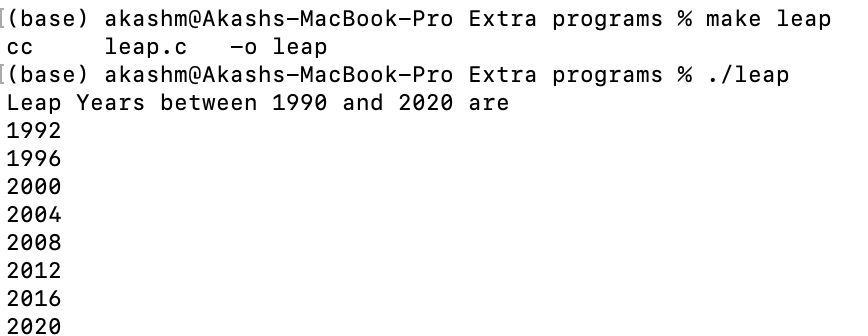 [(base) akashm@Akashs-MacBook-Pro Extra programs % make leap
cc     leap.c   -o leap
[(base) akashm@Akashs-MacBook-Pro Extra programs % ./leap
Leap Years between 1990 and 2020 are
1992
1996
2000
2004
2008
2012
2016
2020